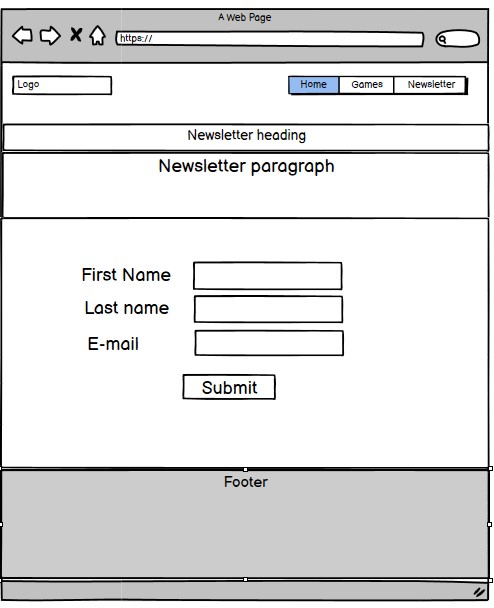 A Web Page
https://
Logo
Home Games Newsletter
Newsletter heading
Newsletter paragraph
First Name
Last name
E-mail
Submit
Footer